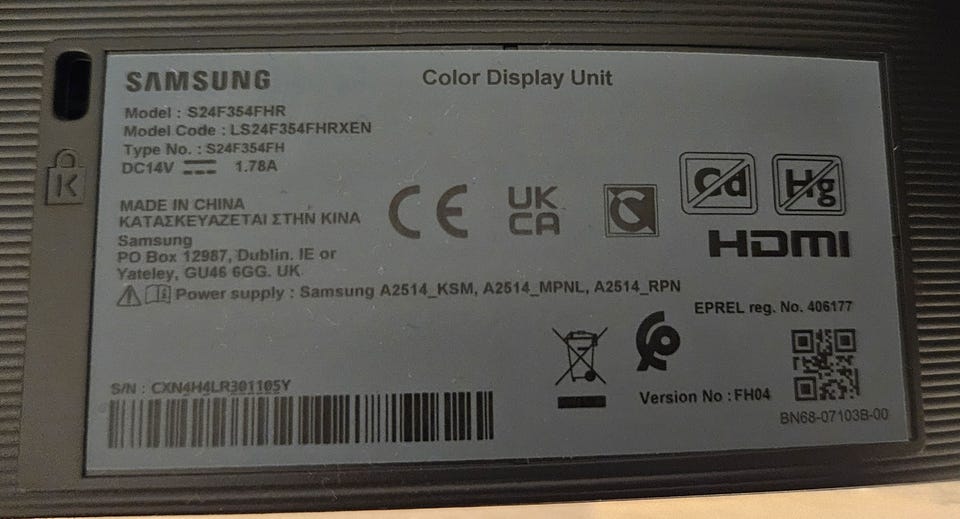 SAMSUNG
Color Display Unit
Model : S24F354FHR
Model Code : LS24F354FHRXEN
Type No. : S24F354FH
DC14V 1.78A
MADE IN CHINA
ΚΑΤΑΣΚΕΥΑΖΕΤΑΙ ΣΤΗΝ ΚΙΝΑ
Samsung
PO Box 12987, Dublin. IE or
Yateley, GU46 6GG. UK
CE
UK
CA
C
Cd
Hg
HDMI
Power supply : Samsung A2514_KSM, A2514_MPNL, A2514_RPN
EPREL reg. No. 406177
S/N : CXN4H4LR301105Y
Version No : FH04
BN68-07103B-00
K